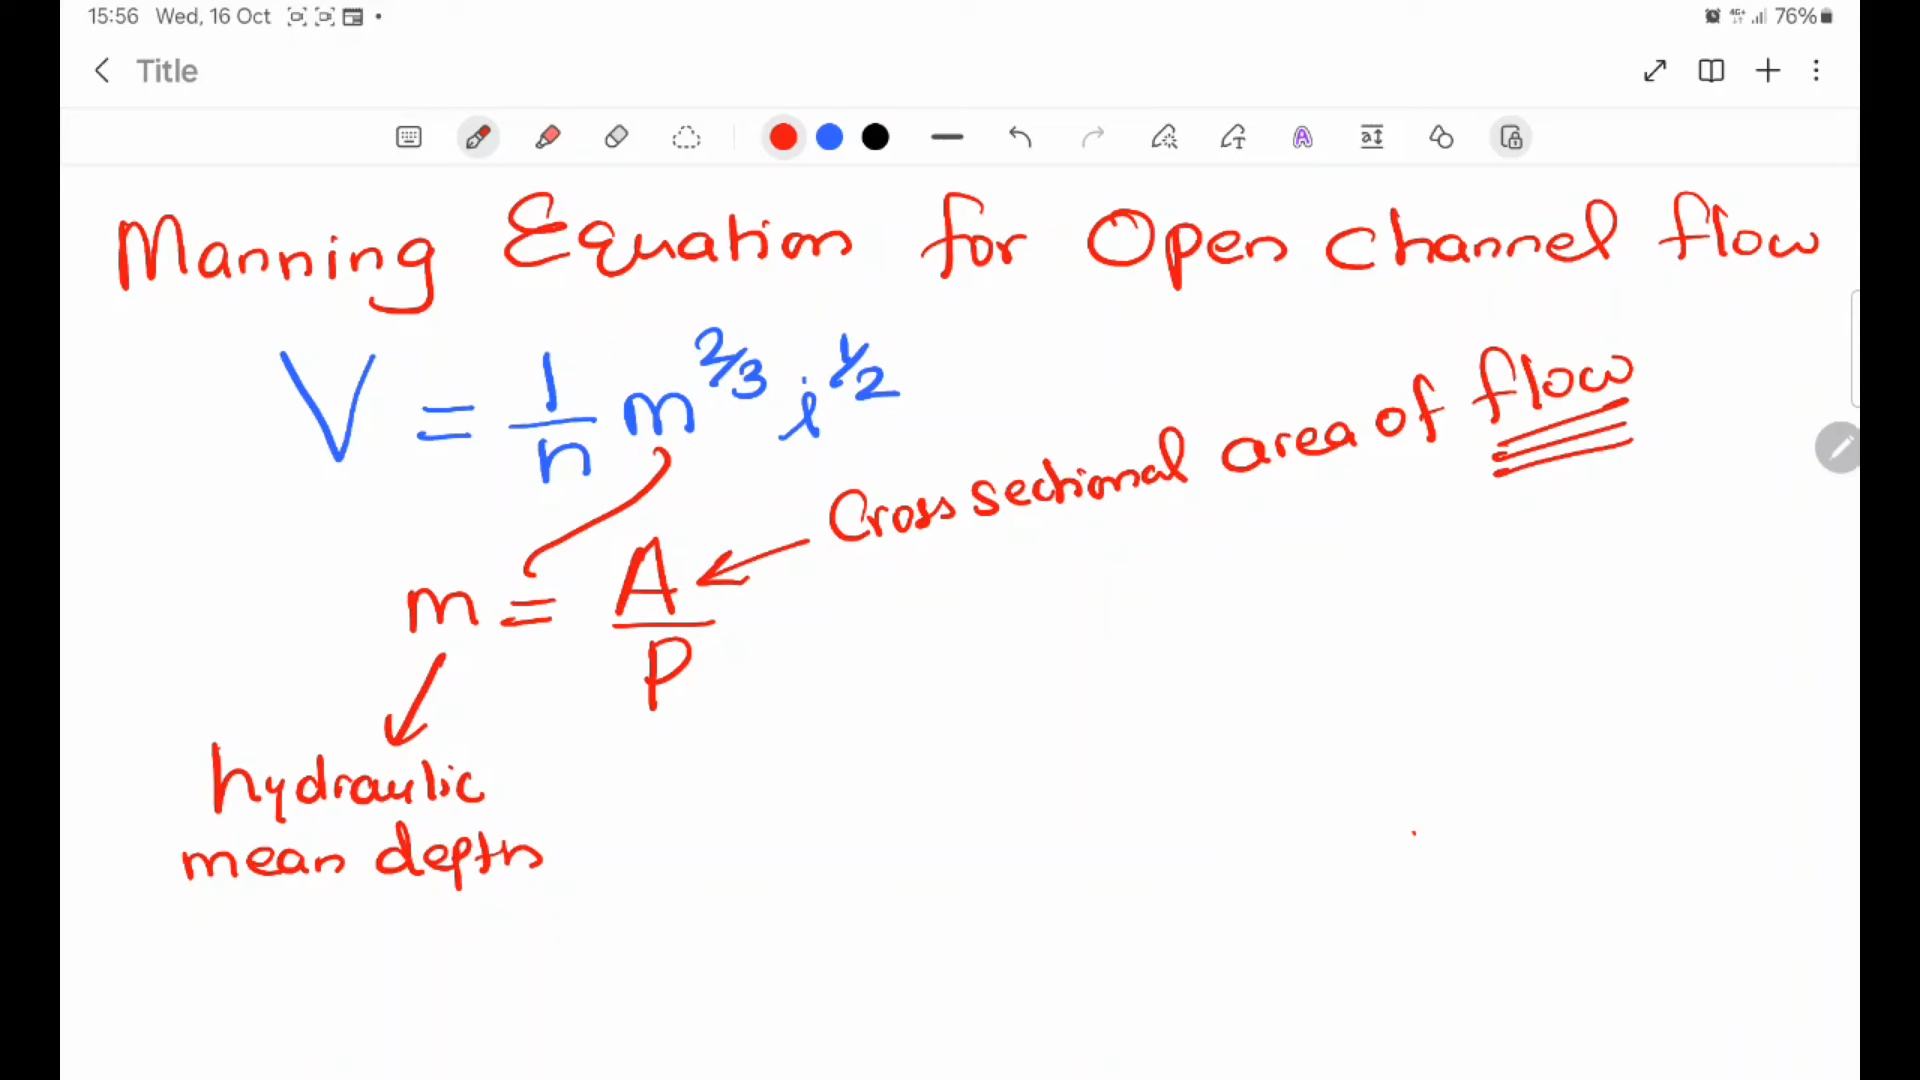 15:56 Wed, 16 Oct 76%
Title
Manning Equation for Open channel flow
V = 1/n m^2/3 i^1/2
Cross sectional area of flow
m = A/P
hydraulic
mean depth